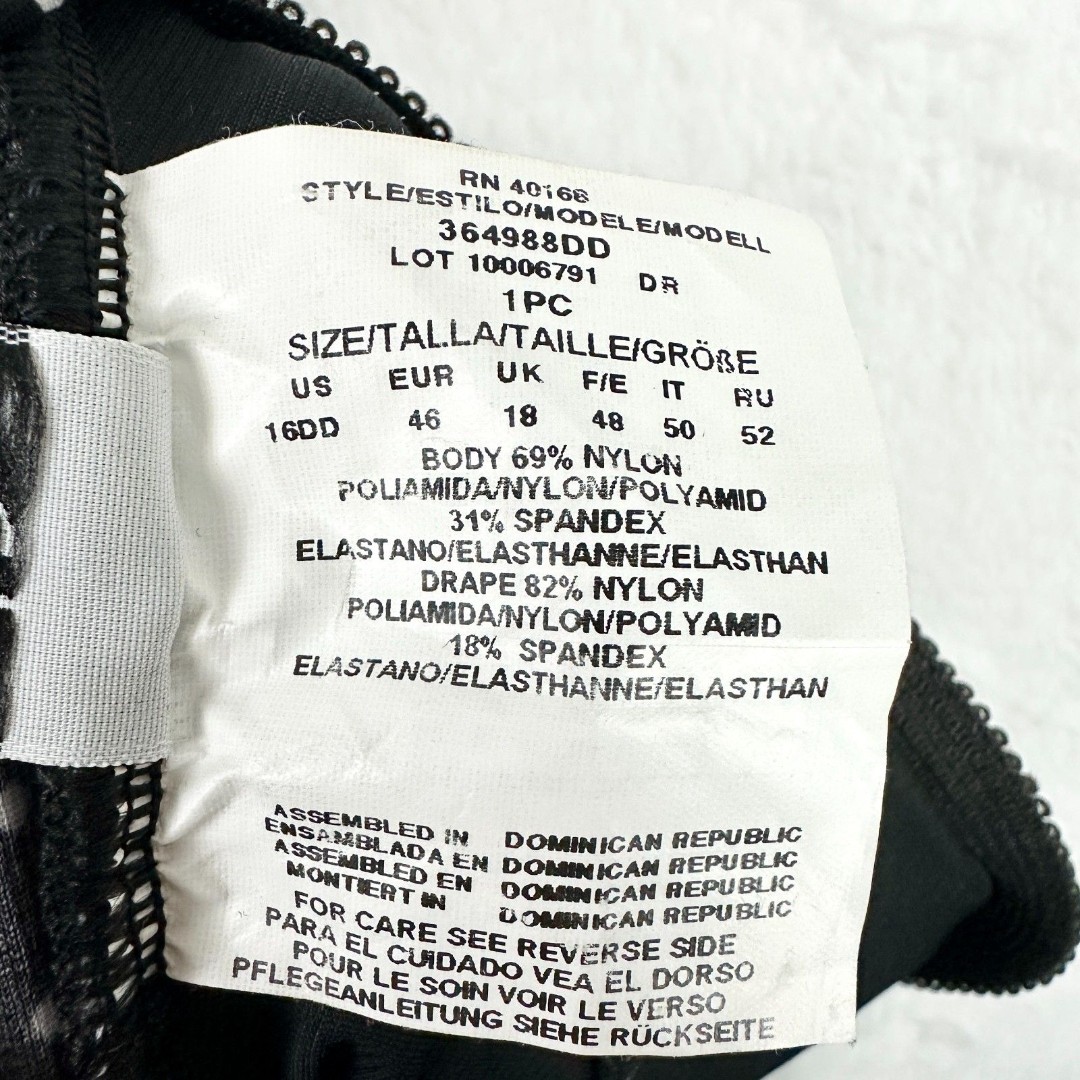 RN 40166
STYLE/ESTILO/MODELE/MODELL
364988DD
LOT 10006791 DR
1PC
SIZE/TALLA/TAILLE/GRÖßE
US EUR UK F/E IT RU
16DD 46 18 48 50 52
BODY 69% NYLON
POLIAMIDA/NYLON/POLYAMID
31% SPANDEX
ELASTANO/ELASTHANNE/ELASTHAN
DRAPE 82% NYLON
POLIAMIDA/NYLON/POLYAMID
18% SPANDEX
ELASTANO/ELASTHANNE/ELASTHAN
ASSEMBLED IN DOMINICAN REPUBLIC
ENSAMBLADA EN DOMINICAN REPUBLIC
ASSEMBLED EN DOMINICAN REPUBLIC
MONTIERT IN DOMINICAN REPUBLIC
FOR CARE SEE REVERSE SIDE
PARA EL CUIDADO VEA EL DORSO
POUR LE SOIN VOIR LE VERSO
PFLEGEANLEITUNG SIEHE RÜCKSEITE